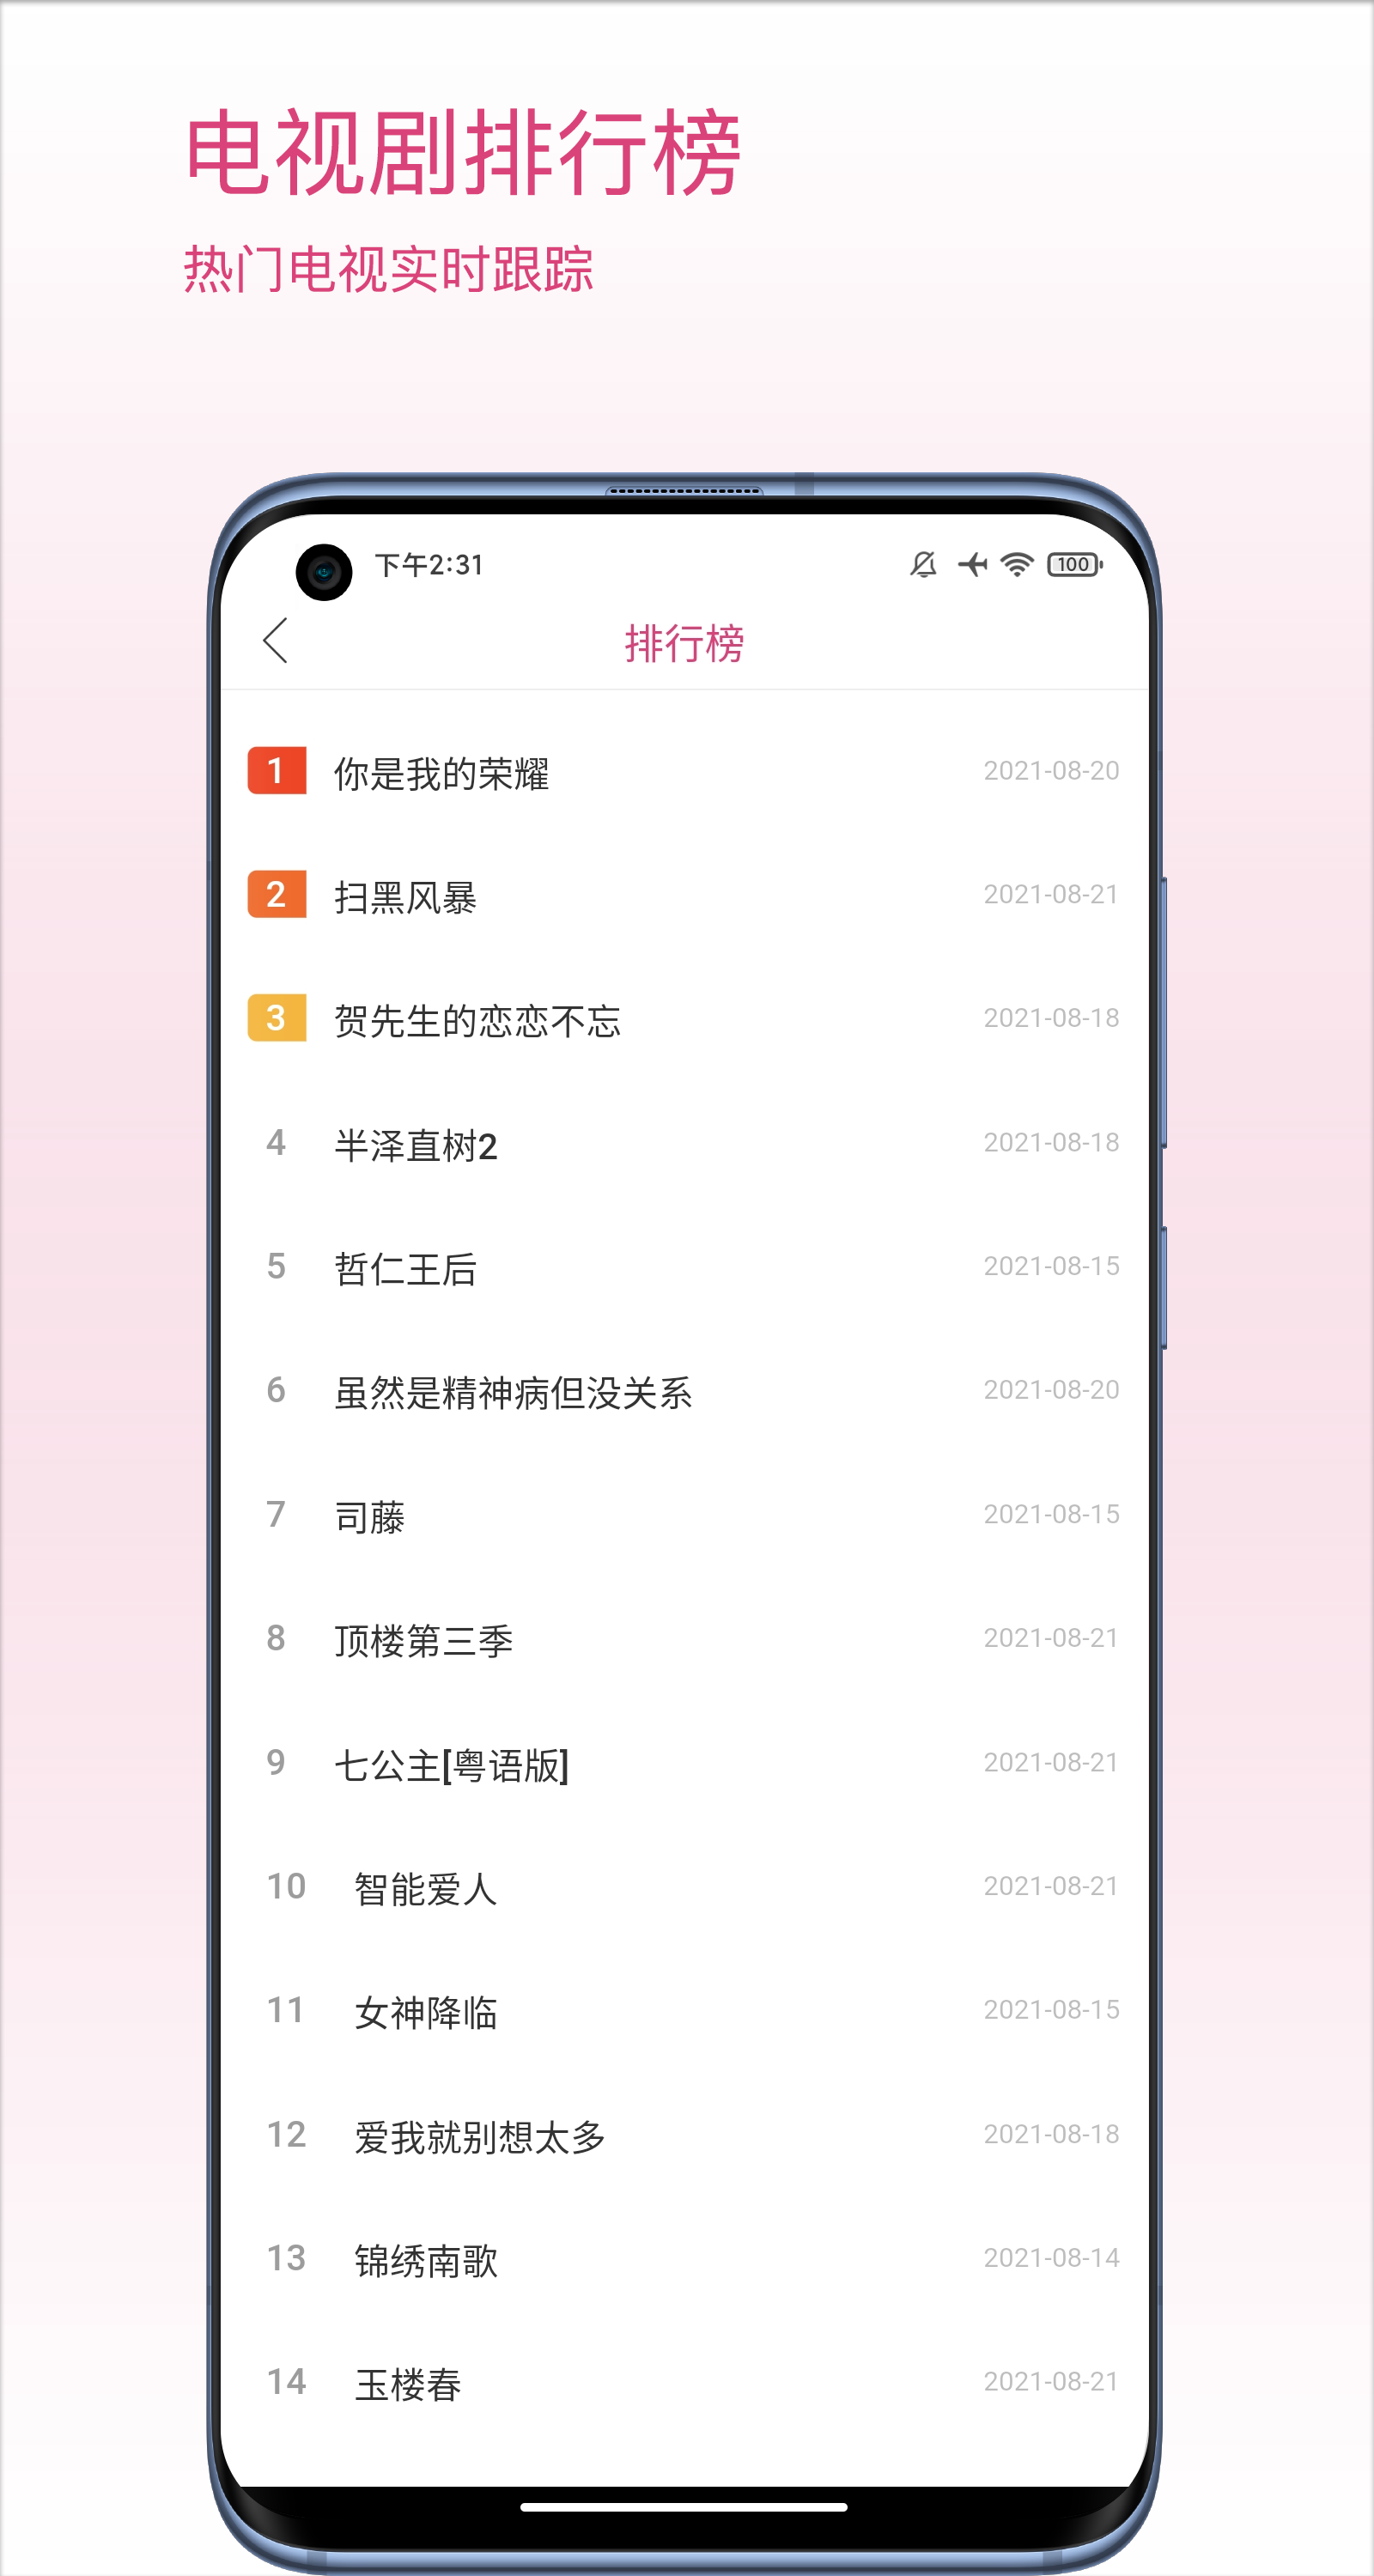 电视剧排行榜
热门电视实时跟踪
下午2:31 100
排行榜
1 你是我的荣耀 2021-08-20
2 扫黑风暴 2021-08-21
3 贺先生的恋恋不忘 2021-08-18
4 半泽直树2 2021-08-18
5 哲仁王后 2021-08-15
6 虽然是精神病但没关系 2021-08-20
7 司藤 2021-08-15
8 顶楼第三季 2021-08-21
9 七公主[粤语版] 2021-08-21
10 智能爱人 2021-08-21
11 女神降临 2021-08-15
12 爱我就别想太多 2021-08-18
13 锦绣南歌 2021-08-14
14 玉楼春 2021-08-21